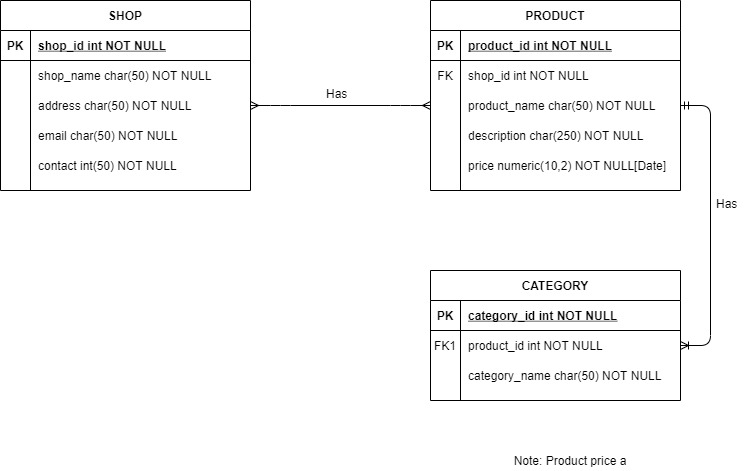 SHOP
PK shop_id int NOT NULL
shop_name char(50) NOT NULL
address char(50) NOT NULL
email char(50) NOT NULL
contact int(50) NOT NULL
Has
PRODUCT
PK product_id int NOT NULL
FK shop_id int NOT NULL
product_name char(50) NOT NULL
description char(250) NOT NULL
price numeric(10,2) NOT NULL[Date]
Has
CATEGORY
PK category_id int NOT NULL
FK1 product_id int NOT NULL
category_name char(50) NOT NULL
Note: Product price a